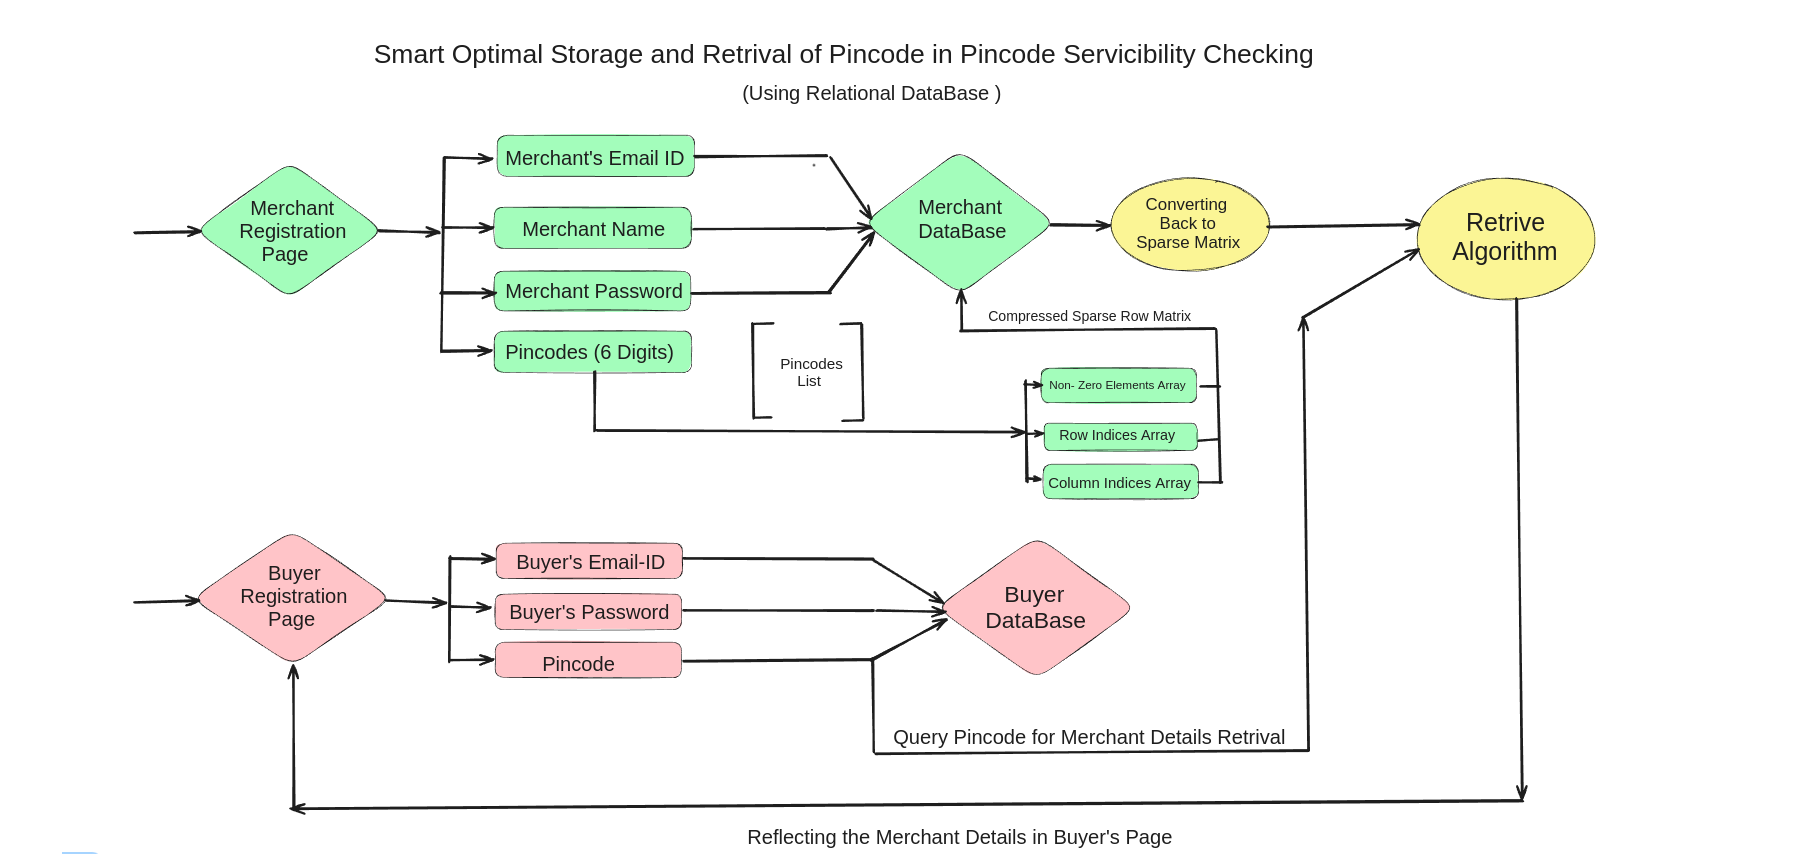 Smart Optimal Storage and Retrival of Pincode in Pincode Servicibility Checking
(Using Relational DataBase )
Merchant
Registration
Page
Merchant's Email ID
Merchant Name
Merchant Password
Pincodes (6 Digits)
Merchant
DataBase
Converting
Back to
Sparse Matrix
Retrive
Algorithm
Compressed Sparse Row Matrix
Pincodes
List
Non- Zero Elements Array
Row Indices Array
Column Indices Array
Buyer
Registration
Page
Buyer's Email-ID
Buyer's Password
Pincode
Buyer
DataBase
Query Pincode for Merchant Details Retrival
Reflecting the Merchant Details in Buyer's Page